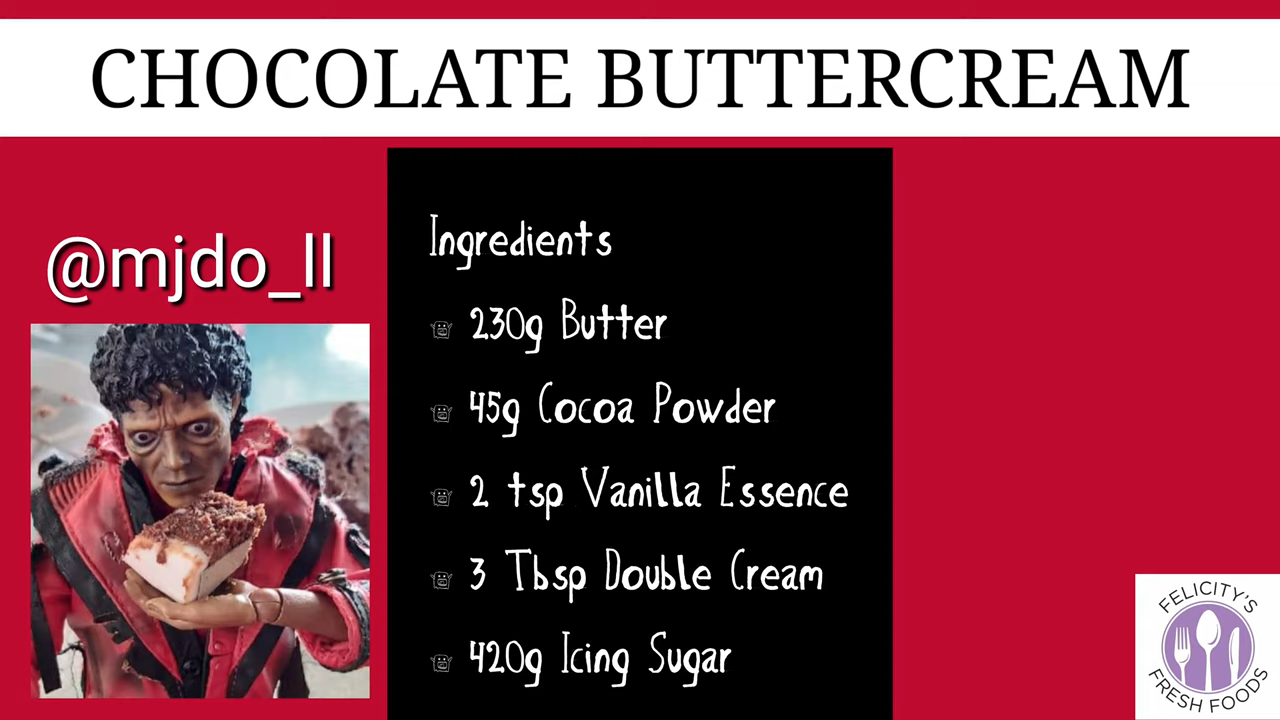 CHOCOLATE BUTTERCREAM
@mjdo_ll
Ingredients
230g Butter
45g Cocoa Powder
2 tsp Vanilla Essence
3 Tbsp Double Cream
420g Icing Sugar
FELICITY'S
FRESH FOODS